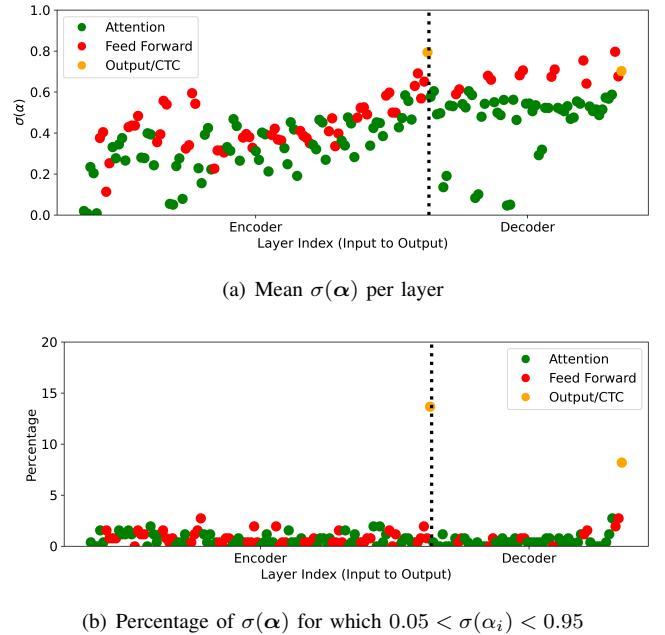 1.0
0.8
0.6
0.4
0.2
0.0
σ(α)
Attention
Feed Forward
Output/CTC
Encoder
Decoder
Layer Index (Input to Output)
(a) Mean σ(α) per layer
20
15
10
5
0
Percentage
Attention
Feed Forward
Output/CTC
Encoder
Decoder
Layer Index (Input to Output)
(b) Percentage of σ(α) for which 0.05 < σ(αᵢ) < 0.95